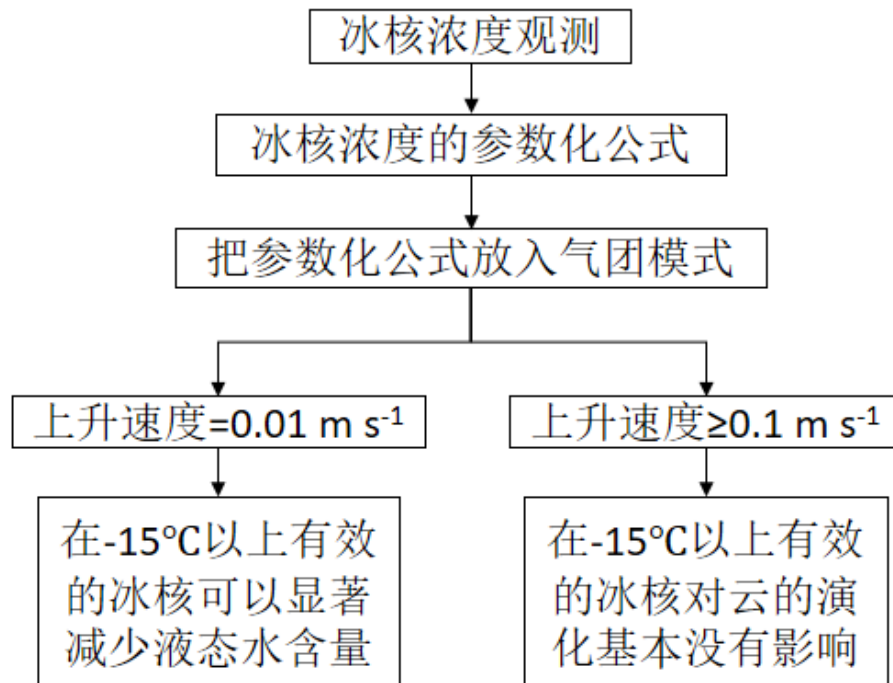 冰核浓度观测
冰核浓度的参数化公式
把参数化公式放入气团模式
上升速度=0.01 m s⁻¹
在-15℃以上有效
的冰核可以显著
减少液态水含量
上升速度≥0.1 m s⁻¹
在-15℃以上有效
的冰核对云的演
化基本没有影响